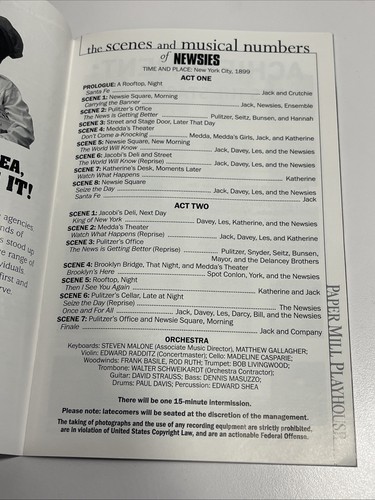 the scenes and musical numbers
of NEWSIES
TIME AND PLACE: New York City, 1899
ACT ONE
PROLOGUE: A Rooftop, Night
Santa Fe Jack and Crutchie
SCENE 1: Newsie Square, Morning
Carrying the Banner Jack, Newsies, Ensemble
SCENE 2: Pulitzer's Office
The News is Getting Better Pulitzer, Seitz, Bunsen, and Hannah
SCENE 3: Street and Stage Door, Later That Day
SCENE 4: Medda's Theater
Don't Come a-Knocking Medda, Medda's Girls, Jack, and Katherine
SCENE 5: Newsie Square, New Morning
The World Will Know Jack, Davey, Les, and the Newsies
SCENE 6: Jacobi's Deli and Street
The World Will Know (Reprise) Jack, Davey, Les, and the Newsies
SCENE 7: Katherine's Desk, Moments Later
Watch What Happens Katherine
SCENE 8: Newsie Square
Seize the Day Jack, Davey, Les, and the Newsies
Santa Fe Jack
ACT TWO
SCENE 1: Jacobi's Deli, Next Day
King of New York Davey, Les, Katherine, and the Newsies
SCENE 2: Medda's Theater
Watch What Happens (Reprise) Jack, Davey, Les, and Katherine
SCENE 3: Pulitzer's Office
The News is Getting Better (Reprise) Pulitzer, Snyder, Seitz, Bunsen,
Mayor, and the Delancey Brothers
SCENE 4: Brooklyn Bridge, That Night, and Medda's Theater
Brooklyn's Here Spot Conlon, York, and the Newsies
SCENE 5: Rooftop, Night
Then I See You Again Katherine and Jack
SCENE 6: Pulitzer's Cellar, Late at Night
Seize the Day (Reprise) The Newsies
Once and For All Jack, Davey, Les, Darcy, Bill, and the Newsies
SCENE 7: Pulitzer's Office and Newsie Square, Morning
Finale Jack and Company
ORCHESTRA
Keyboards: STEVEN MALONE (Associate Music Director), MATTHEW GALLAGHER;
Violin: EDWARD RADDITZ (Concertmaster); Cello: MADELINE CASPARIE;
Woodwinds: FRANK BASILE, ROD RUTH; Trumpet: BOB LIVINGOOD;
Trombone: WALTER SCHWEIKARDT (Orchestra Contractor);
Guitar: DAVID STRAUSS; Bass: DENNIS MASUZZO;
Drums: PAUL DAVIS; Percussion: EDWARD SHEA
There will be one 15-minute intermission.
Please note: latecomers will be seated at the discretion of the management.
The taking of photographs and the use of any recording equipment are strictly prohibited,
are in violation of United States Copyright Law, and are an actionable Federal Offense.
PAPER MILL PLAYHOUSE
EA,
IT!
agencies
nds of
s stood up
e range of
viduals
first and
rve.